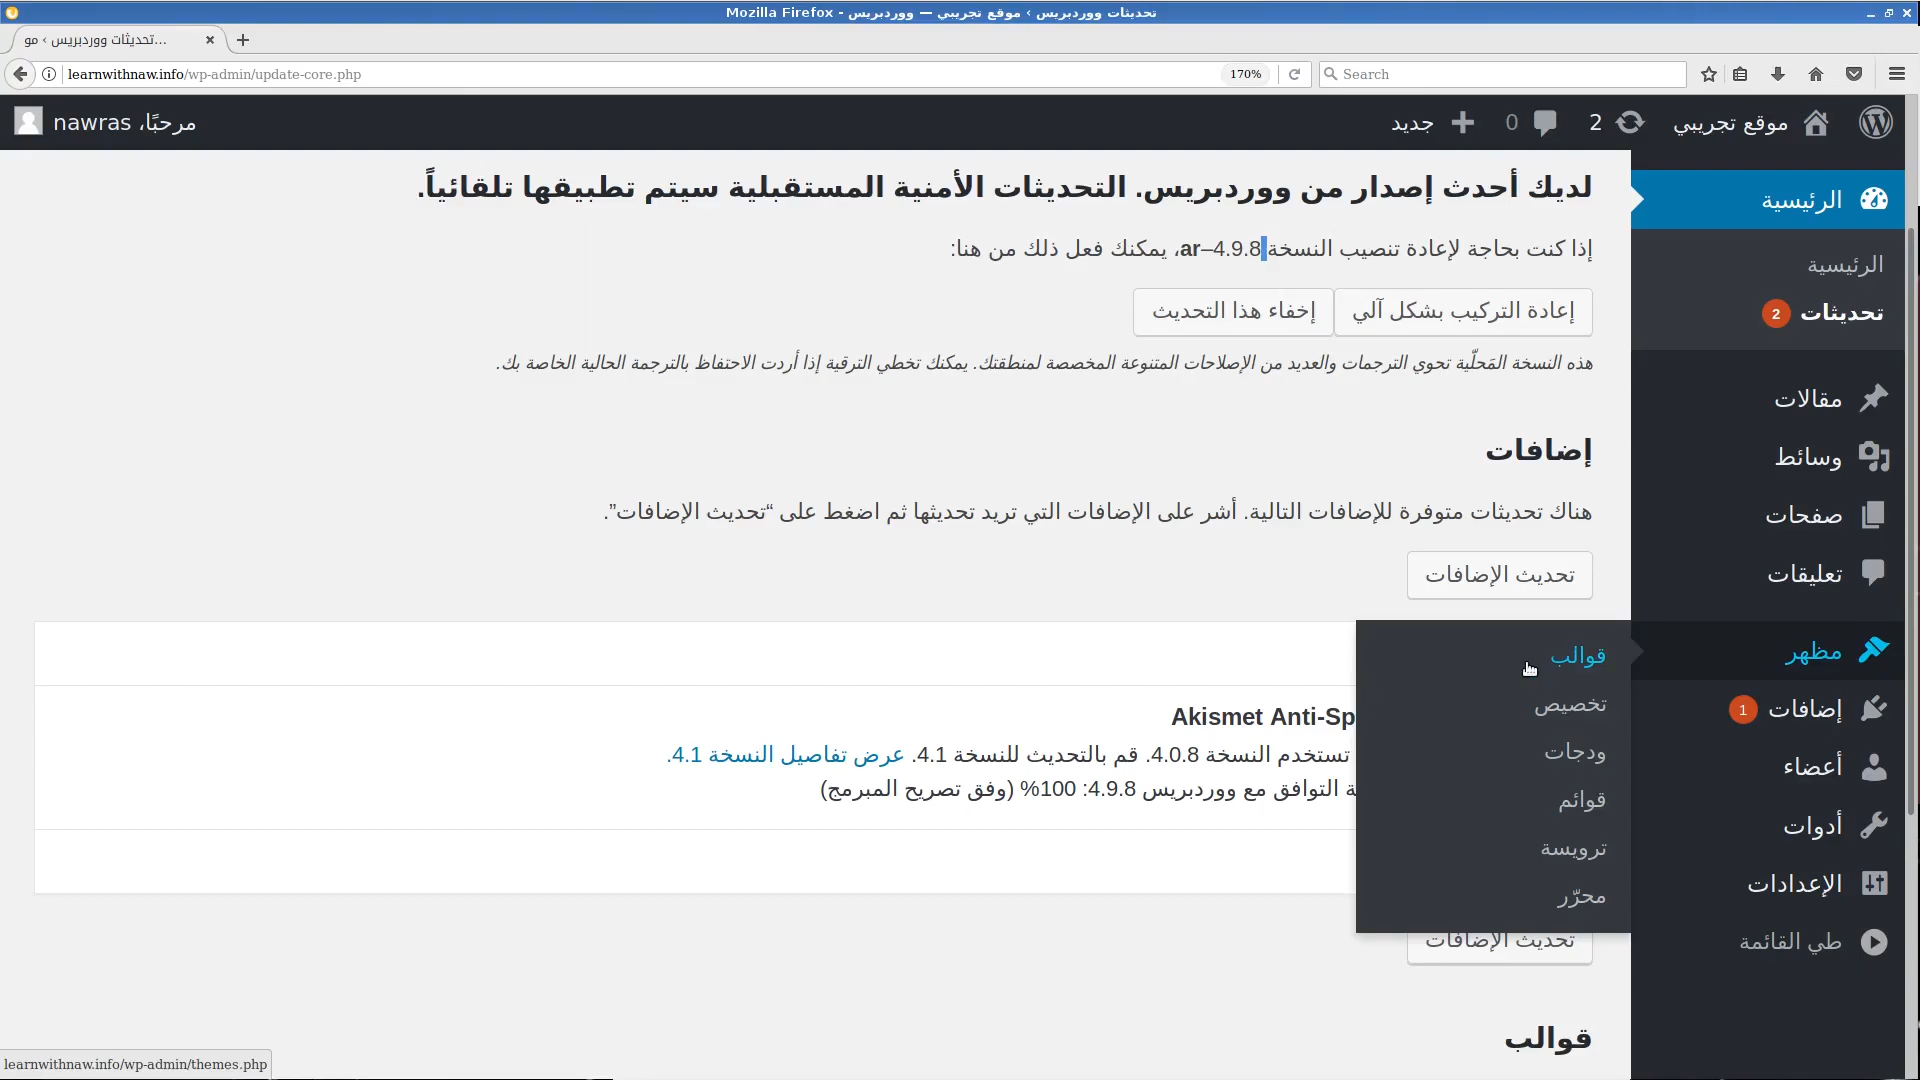 تحديثات ووردبريس ‹ موقع تجريبي — ووردبريس - Mozilla Firefox
تحديثات ووردبريس ‹ مو...
learnwithnaw.info/wp-admin/update-core.php
170%
Search
موقع تجريبي
2
0
جديد
مرحبًا، nawras
الرئيسية
الرئيسية
تحديثات 2
مقالات
وسائط
صفحات
تعليقات
مظهر
إضافات 1
أعضاء
أدوات
الإعدادات
طي القائمة
قوالب
تخصيص
ودجات
قوائم
ترويسة
محرّر
لديك أحدث إصدار من ووردبريس. التحديثات الأمنية المستقبلية سيتم تطبيقها تلقائياً.
إذا كنت بحاجة لإعادة تنصيب النسخة 4.9.8–ar، يمكنك فعل ذلك من هنا:
إعادة التركيب بشكل آلي
إخفاء هذا التحديث
هذه النسخة المَحلّية تحوي الترجمات والعديد من الإصلاحات المتنوعة المخصصة لمنطقتك. يمكنك تخطي الترقية إذا أردت الاحتفاظ بالترجمة الحالية الخاصة بك.
إضافات
هناك تحديثات متوفرة للإضافات التالية. أشر على الإضافات التي تريد تحديثها ثم اضغط على “تحديث الإضافات”.
تحديث الإضافات
Akismet Anti-Sp
تستخدم النسخة 4.0.8. قم بالتحديث للنسخة 4.1. عرض تفاصيل النسخة 4.1.
التوافق مع ووردبريس 4.9.8: 100% (وفق تصريح المبرمج)
تحديث الإضافات
قوالب
learnwithnaw.info/wp-admin/themes.php